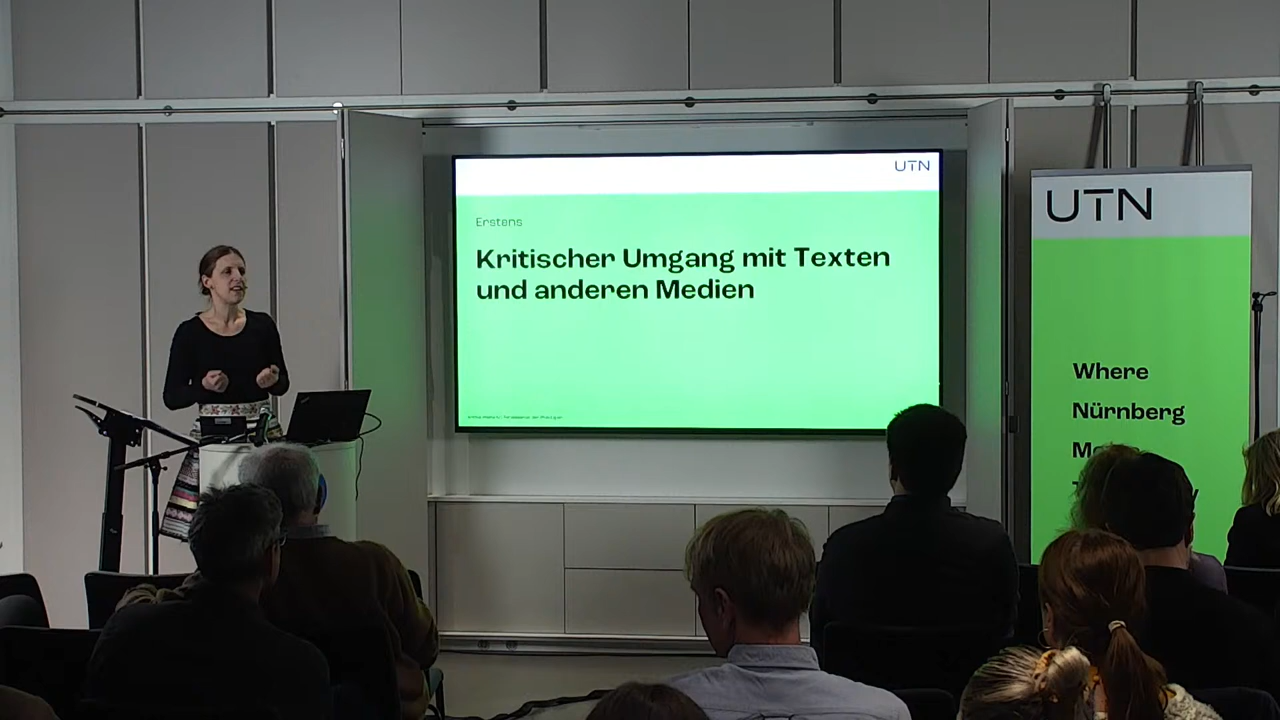 UTN
Erstens
Kritischer Umgang mit Texten
und anderen Medien
UTN
Where
Nürnberg